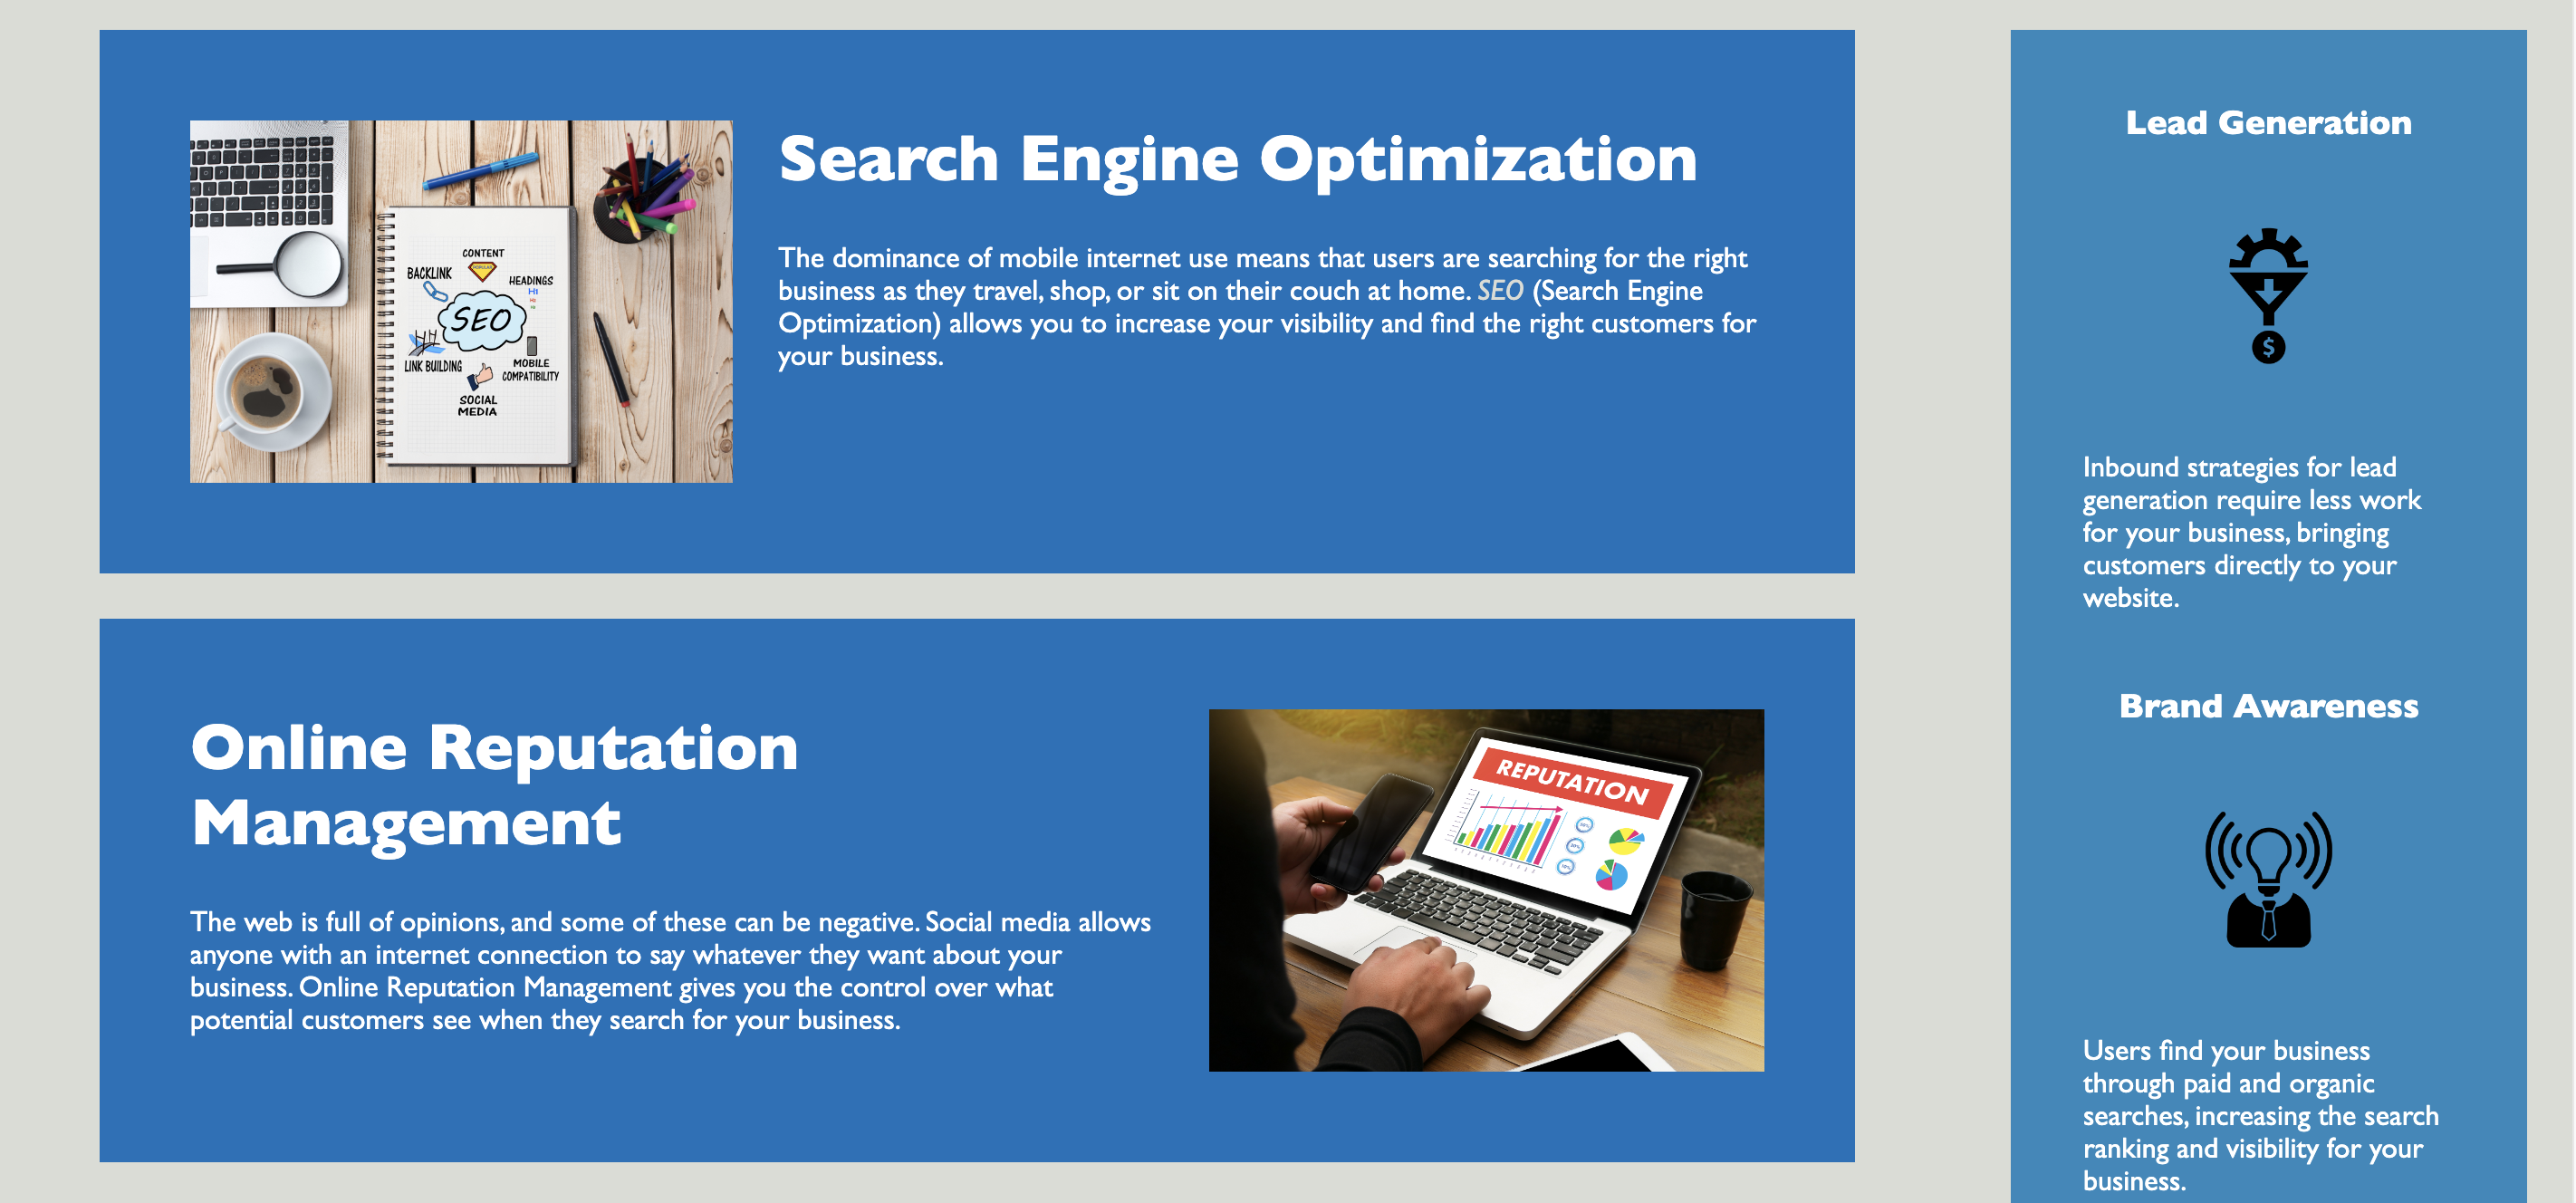 Search Engine Optimization
The dominance of mobile internet use means that users are searching for the right
business as they travel, shop, or sit on their couch at home. SEO (Search Engine
Optimization) allows you to increase your visibility and find the right customers for
your business.
CONTENT
BACKLINK
HEADINGS
H1
SEO
LINK BUILDING
MOBILE
COMPATIBILITY
SOCIAL
MEDIA
Online Reputation
Management
The web is full of opinions, and some of these can be negative. Social media allows
anyone with an internet connection to say whatever they want about your
business. Online Reputation Management gives you the control over what
potential customers see when they search for your business.
REPUTATION
Lead Generation
$
Inbound strategies for lead
generation require less work
for your business, bringing
customers directly to your
website.
Brand Awareness
Users find your business
through paid and organic
searches, increasing the search
ranking and visibility for your
business.